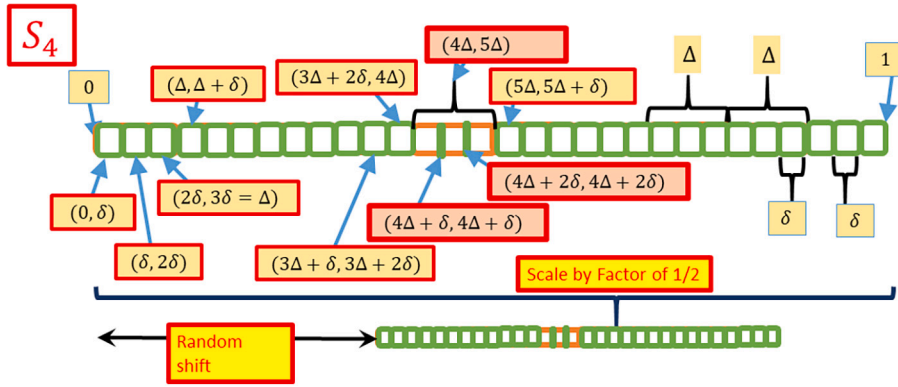 S₄
(4Δ, 5Δ)
Δ
Δ
0
(Δ, Δ + δ)
(3Δ + 2δ, 4Δ)
(5Δ, 5Δ + δ)
1
(0, δ)
(2δ, 3δ = Δ)
(4Δ + 2δ, 4Δ + 2δ)
(4Δ + δ, 4Δ + δ)
δ
δ
(δ, 2δ)
(3Δ + δ, 3Δ + 2δ)
Scale by Factor of 1/2
Random
shift